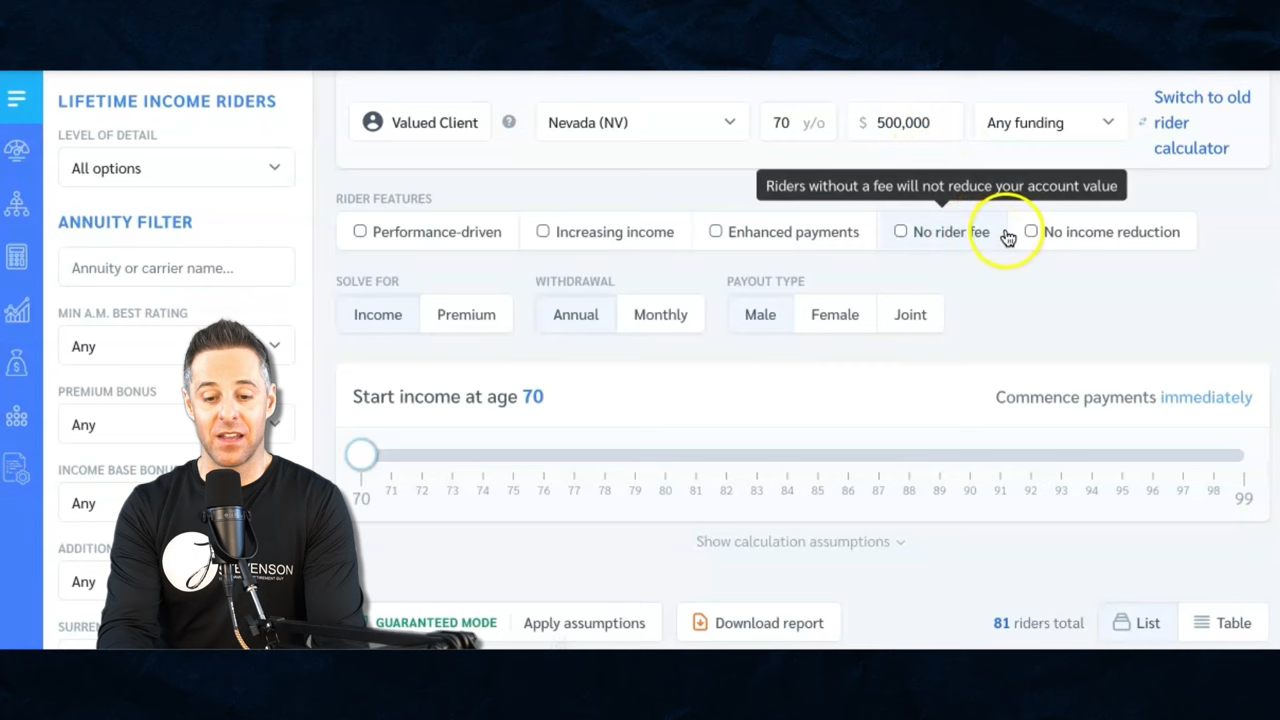 LIFETIME INCOME RIDERS
LEVEL OF DETAIL
All options
ANNUITY FILTER
Annuity or carrier name...
MIN A.M. BEST RATING
Any
PREMIUM BONUS
Any
INCOME BASE BONU
Any
ADDITION
Any
SURREN
Valued Client
?
Nevada (NV)
70 y/o
$ 500,000
Any funding
Switch to old
rider
calculator
Riders without a fee will not reduce your account value
RIDER FEATURES
Performance-driven
Increasing income
Enhanced payments
No rider fee
No income reduction
SOLVE FOR
Income
Premium
WITHDRAWAL
Annual
Monthly
PAYOUT TYPE
Male
Female
Joint
Start income at age 70
Commence payments immediately
70 71 72 73 74 75 76 77 78 79 80 81 82 83 84 85 86 87 88 89 90 91 92 93 94 95 96 97 98 99
Show calculation assumptions
GUARANTEED MODE
Apply assumptions
Download report
81 riders total
List
Table